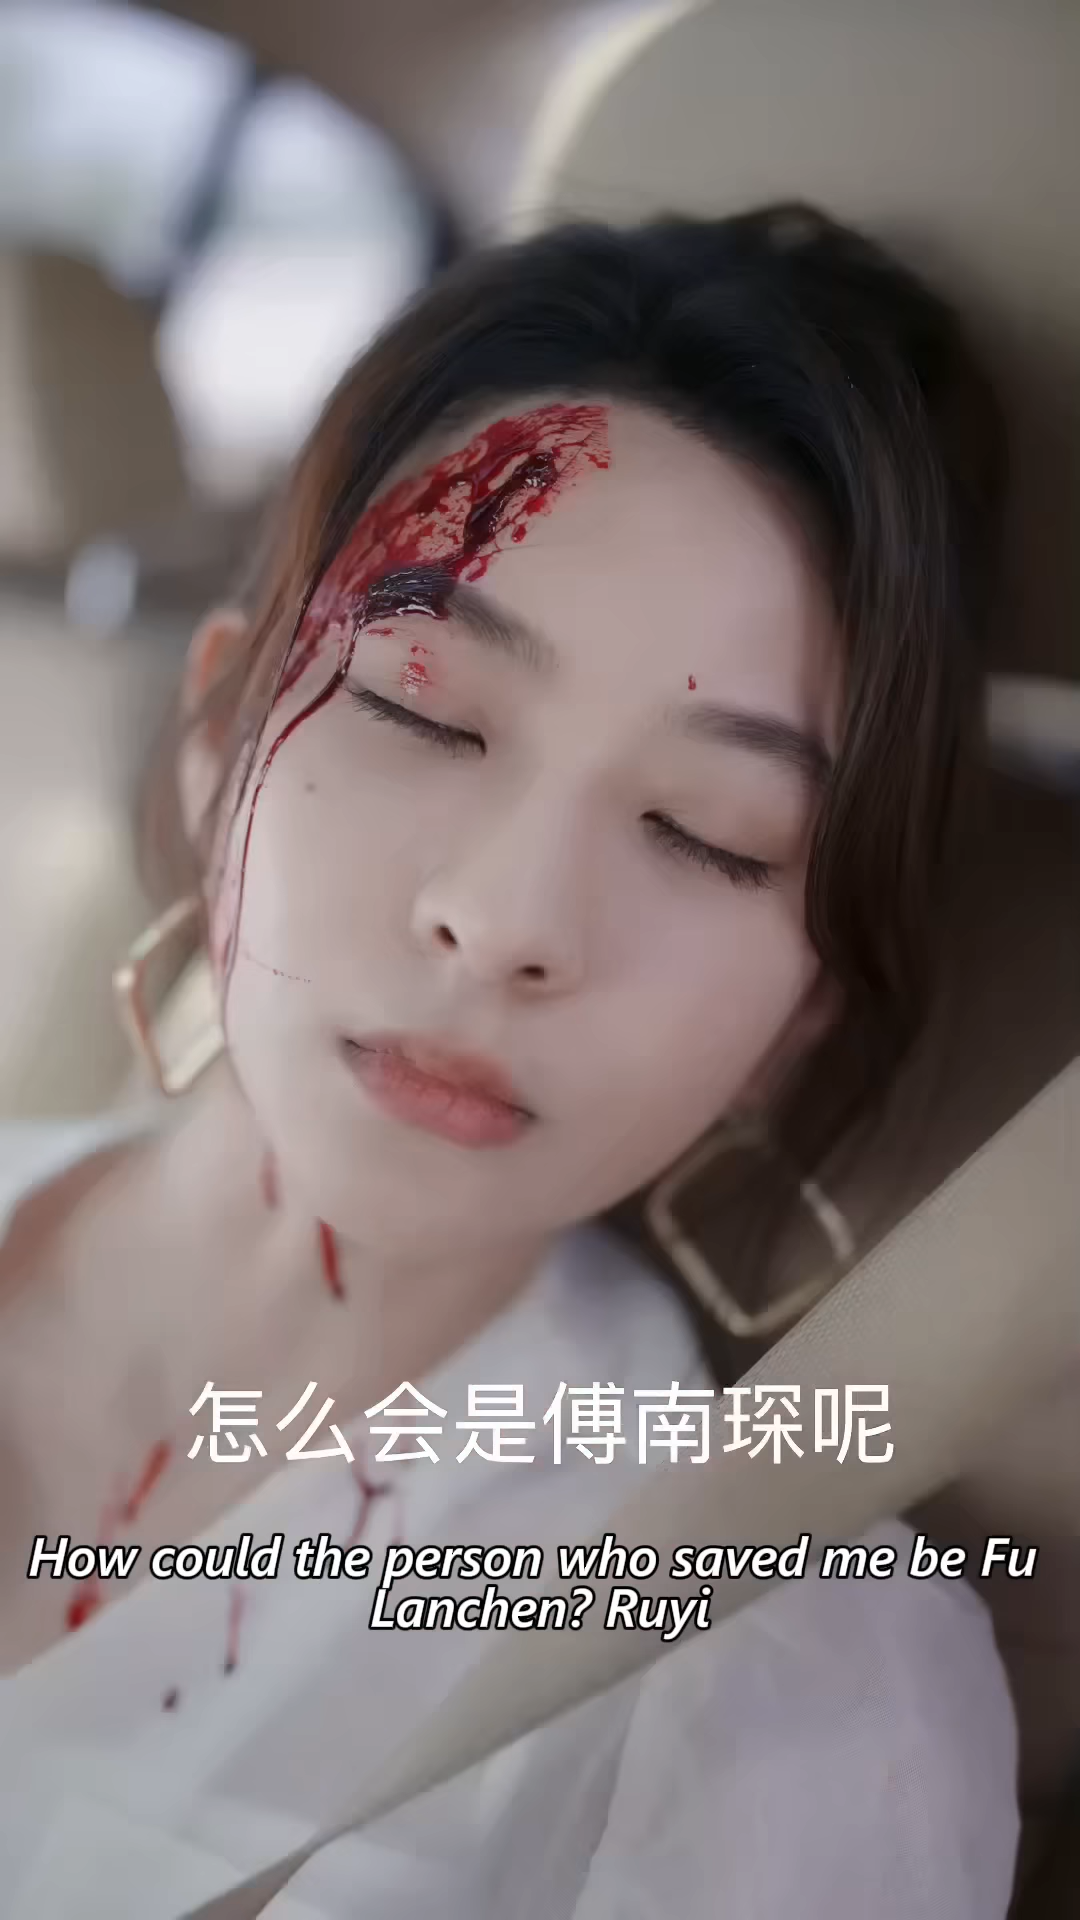 怎么会是傅南琛呢
How could the person who saved me be Fu
Lanchen? Ruyi